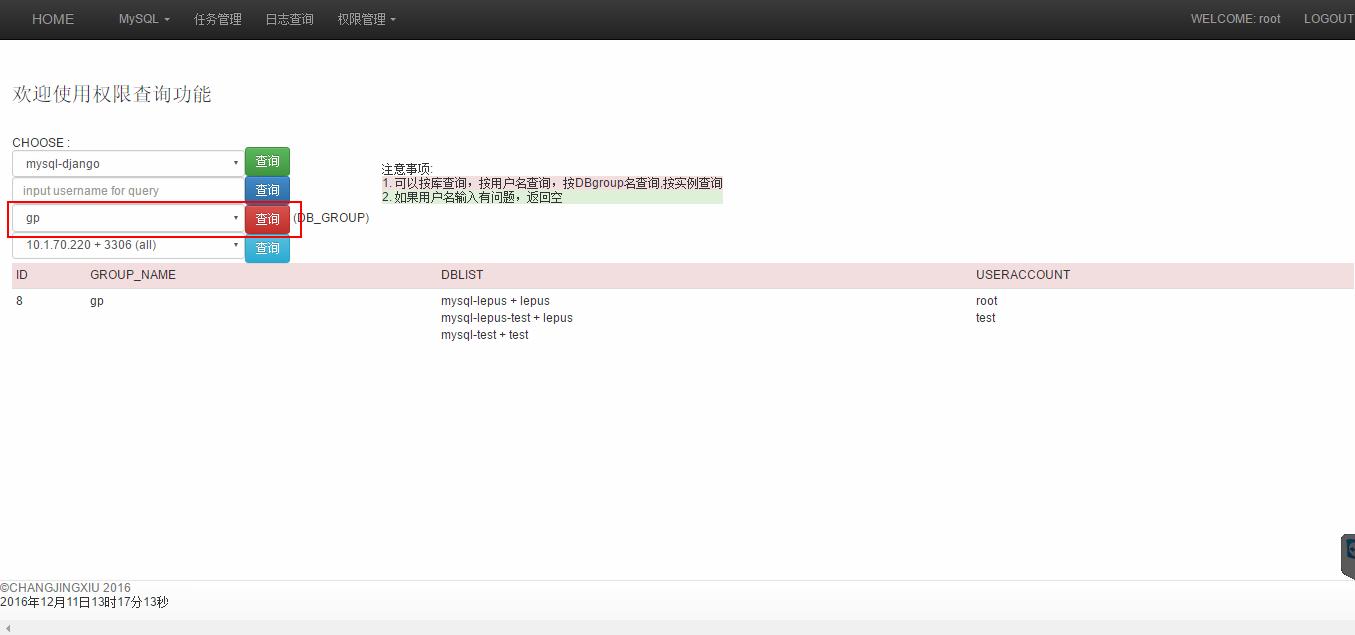 HOME MySQL 任务管理 日志查询 权限管理 WELCOME: root LOGOUT
欢迎使用权限查询功能
CHOOSE :
mysql-django 查询
input username for query 查询
gp 查询 (DB_GROUP)
10.1.70.220 + 3306 (all) 查询
注意事项:
1. 可以按库查询，按用户名查询，按DBgroup名查询,按实例查询
2. 如果用户名输入有问题，返回空
ID GROUP_NAME DBLIST USERACCOUNT
8 gp mysql-lepus + lepus root
mysql-lepus-test + lepus test
mysql-test + test
©CHANGJINGXIU 2016
2016年12月11日13时17分13秒